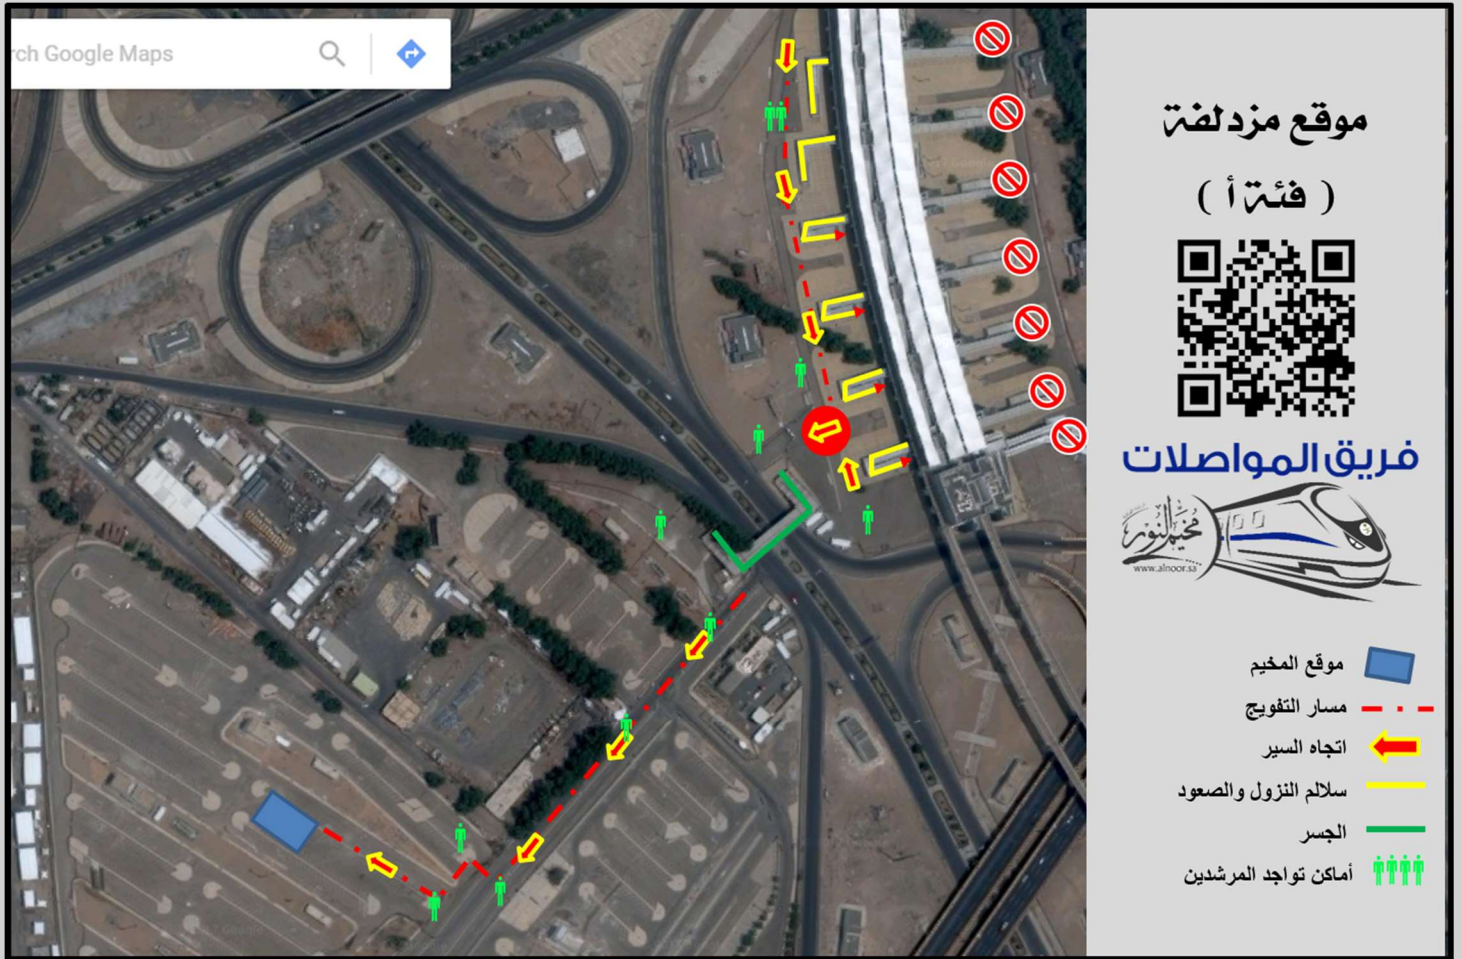 rch Google Maps
موقع مزدلفة
( فئة أ )
فريق المواصلات
مخيم النور
www.alnoor.sa
موقع المخيم
مسار التفويج
اتجاه السير
سلالم النزول والصعود
الجسر
أماكن تواجد المرشدين